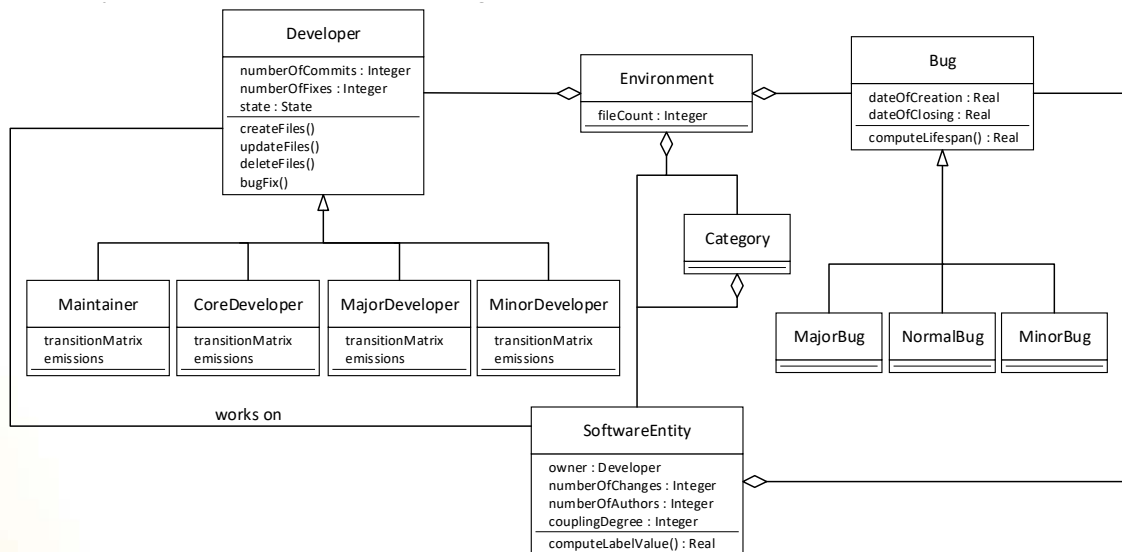 Developer
numberOfCommits : Integer
numberOfFixes : Integer
state : State
createFiles()
updateFiles()
deleteFiles()
bugFix()
Environment
fileCount : Integer
Bug
dateOfCreation : Real
dateOfClosing : Real
computeLifespan() : Real
Category
Maintainer
transitionMatrix
emissions
CoreDeveloper
transitionMatrix
emissions
MajorDeveloper
transitionMatrix
emissions
MinorDeveloper
transitionMatrix
emissions
MajorBug
NormalBug
MinorBug
works on
SoftwareEntity
owner : Developer
numberOfChanges : Integer
numberOfAuthors : Integer
couplingDegree : Integer
computeLabelValue() : Real